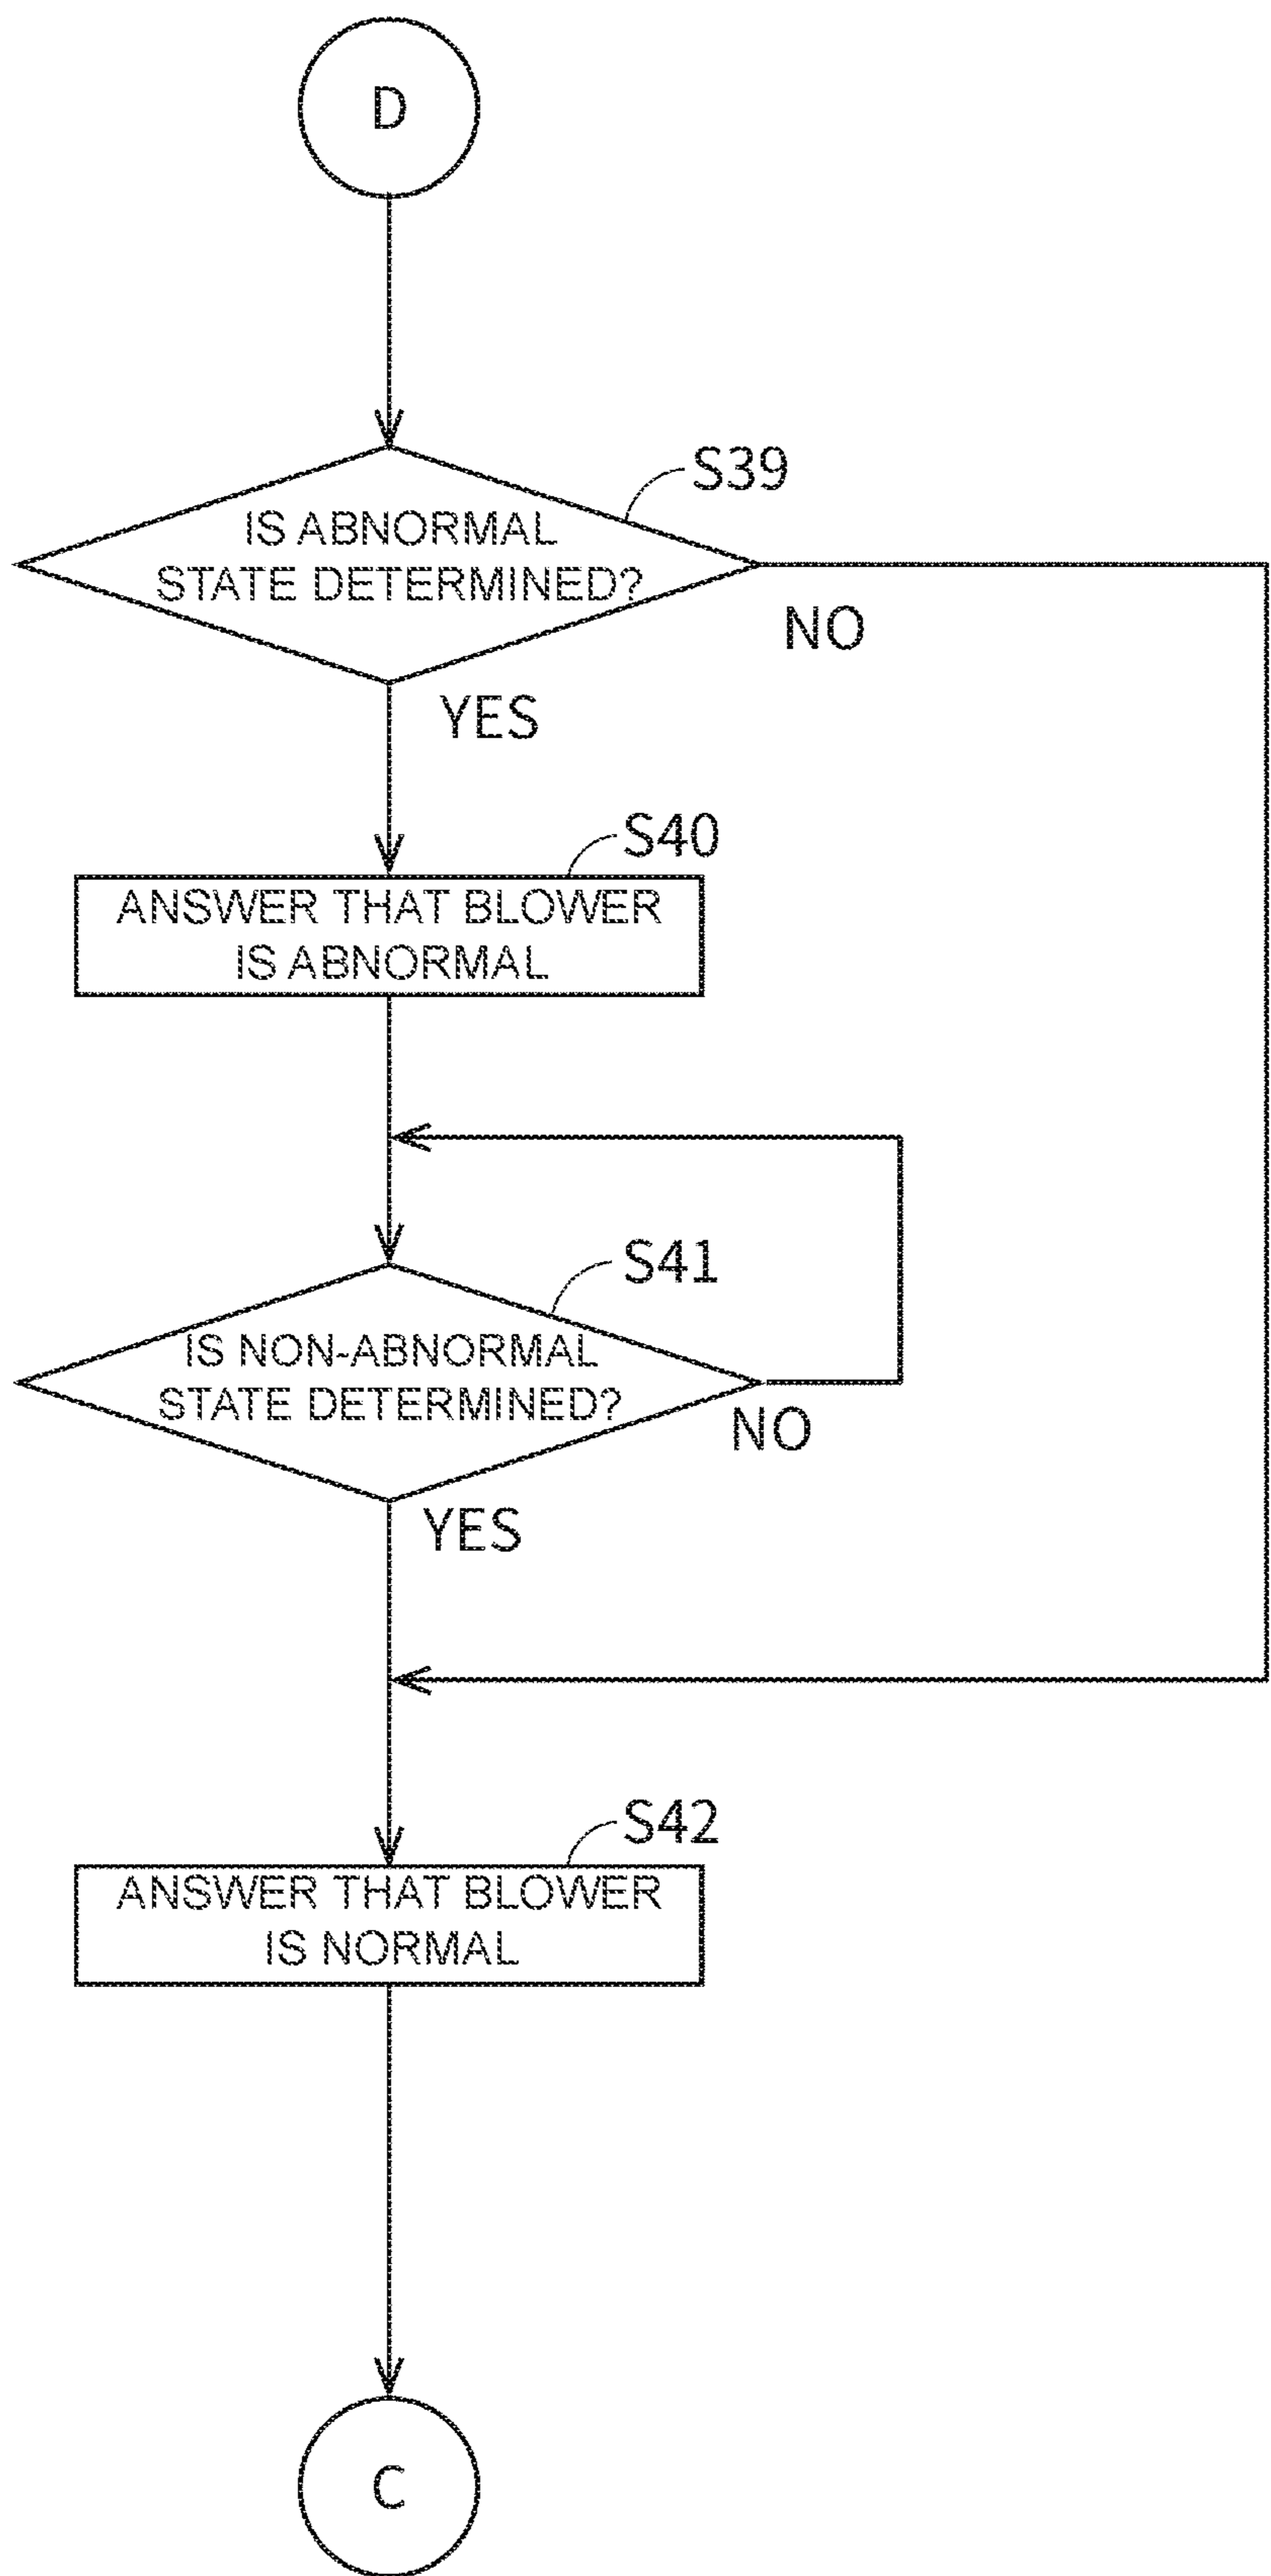 D
S39
IS ABNORMAL
STATE DETERMINED?
NO
YES
S40
ANSWER THAT BLOWER
IS ABNORMAL
S41
IS NON-ABNORMAL
STATE DETERMINED?
NO
YES
S42
ANSWER THAT BLOWER
IS NORMAL
C